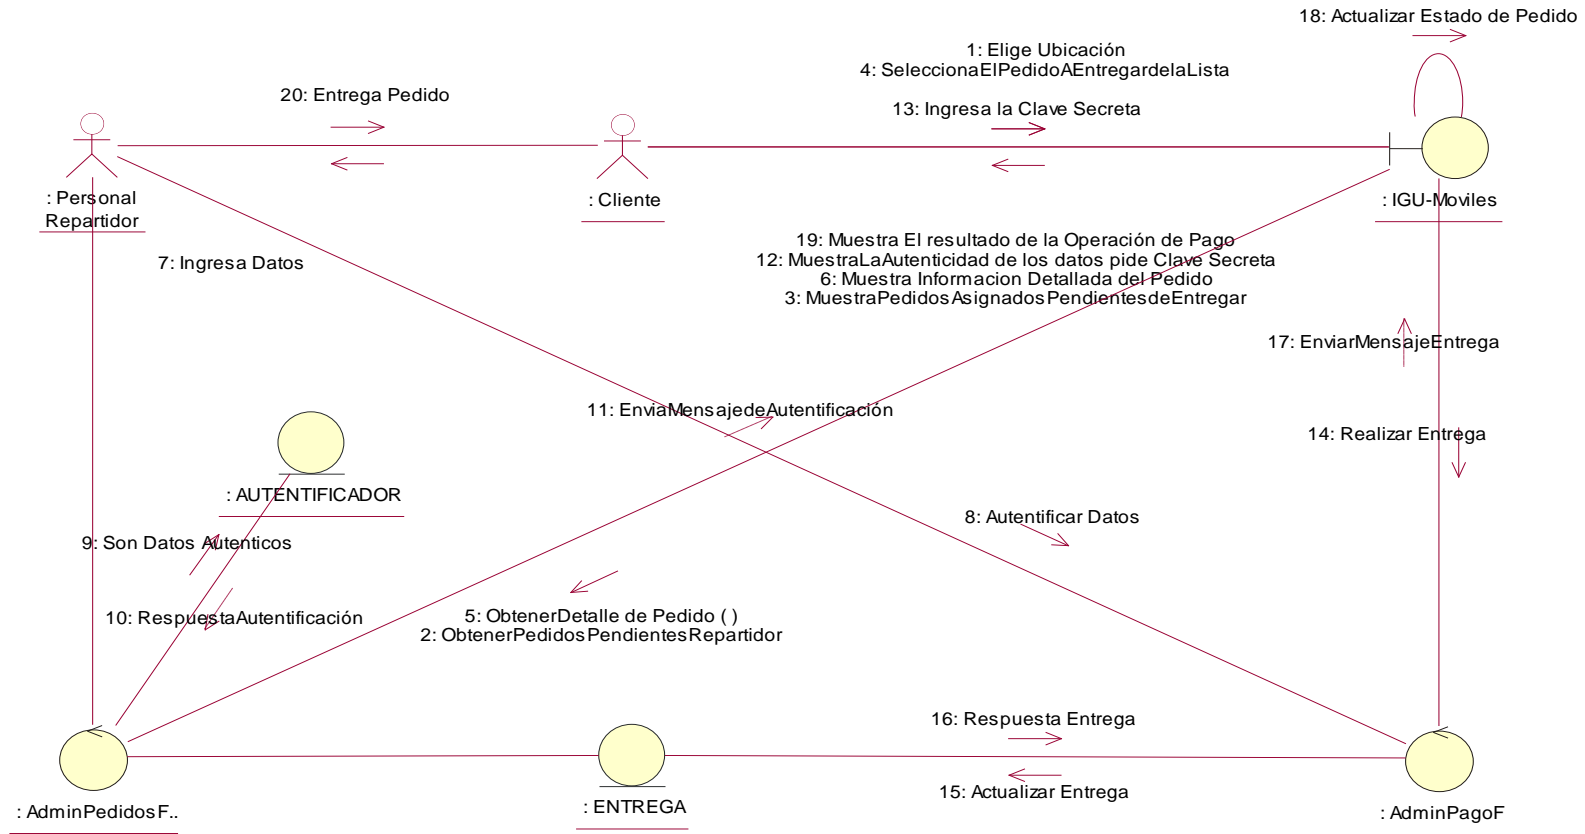 18: Actualizar Estado de Pedido
1: Elige Ubicación
4: SeleccionaElPedidoAEntregardelaLista
20: Entrega Pedido
13: Ingresa la Clave Secreta
: Personal
Repartidor
: Cliente
: IGU-Moviles
7: Ingresa Datos
19: Muestra El resultado de la Operación de Pago
12: MuestraLaAutenticidad de los datos pide Clave Secreta
6: Muestra Informacion Detallada del Pedido
3: MuestraPedidosAsignadosPendientesdeEntregar
17: EnviarMensajeEntrega
11: EnviaMensajedeAutentificación
14: Realizar Entrega
: AUTENTIFICADOR
8: Autentificar Datos
9: Son Datos Autenticos
10: RespuestaAutentificación
5: ObtenerDetalle de Pedido ( )
2: ObtenerPedidosPendientesRepartidor
16: Respuesta Entrega
15: Actualizar Entrega
: AdminPedidosF..
: ENTREGA
: AdminPagoF